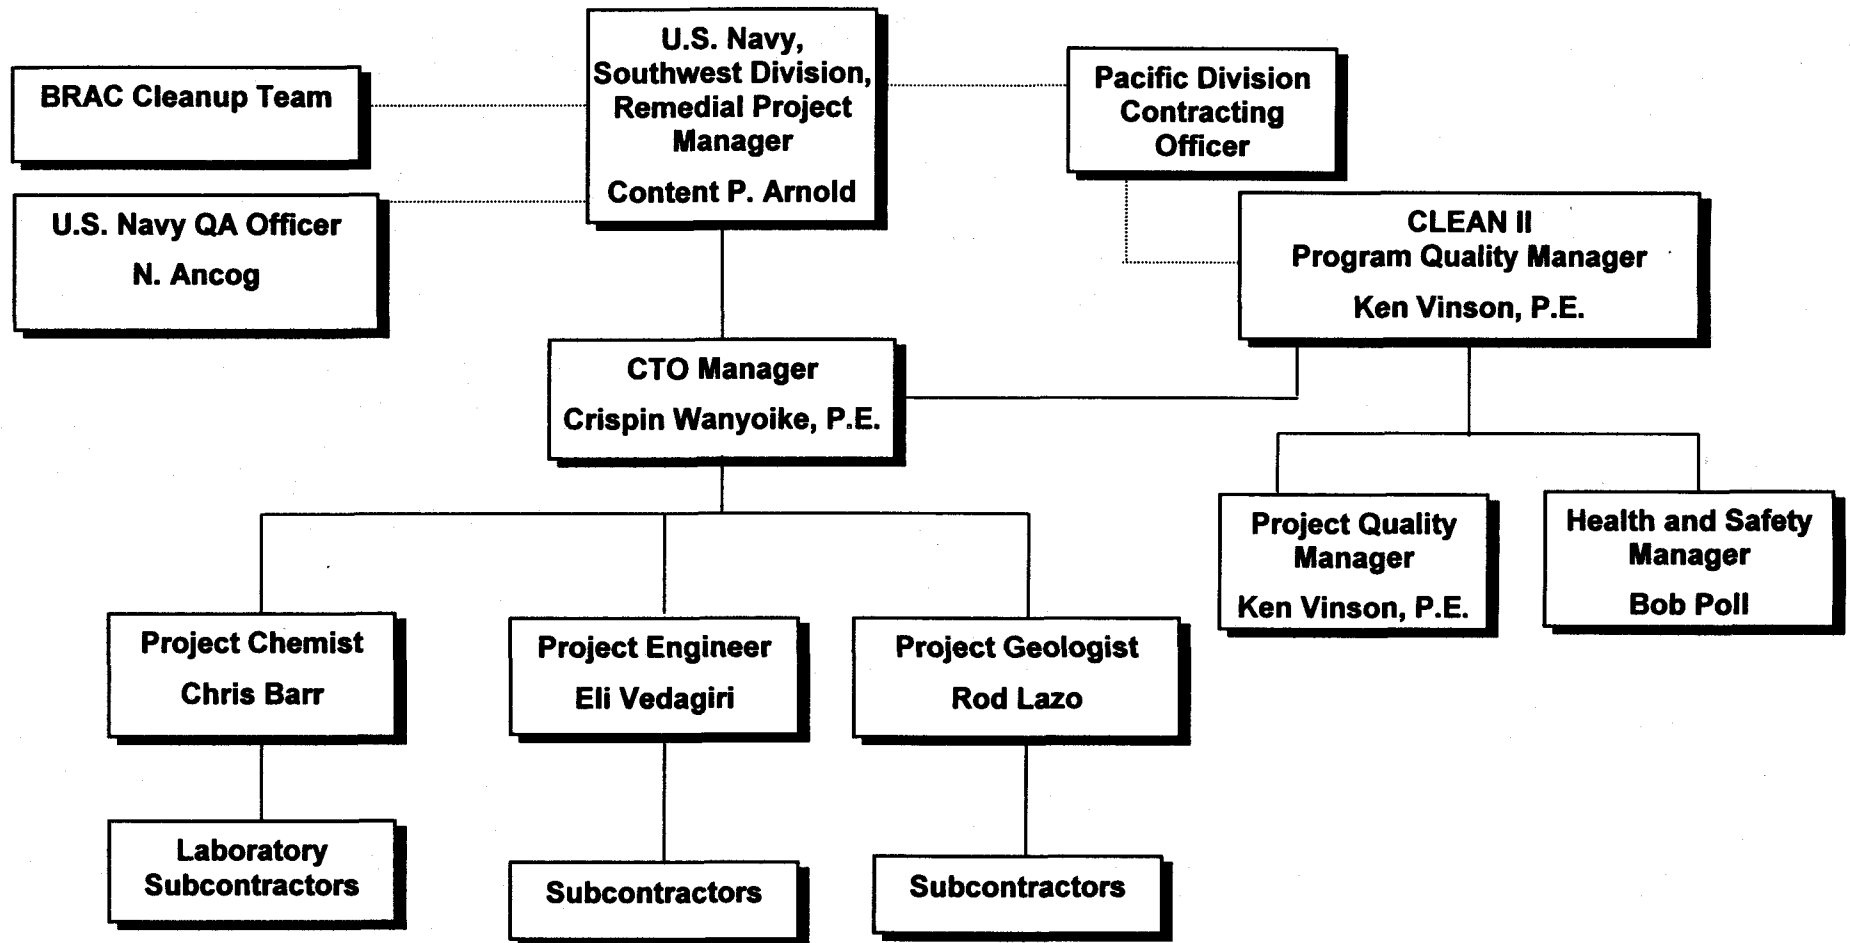 U.S. Navy,
Southwest Division,
Remedial Project
Manager
Content P. Arnold
BRAC Cleanup Team
Pacific Division
Contracting
Officer
U.S. Navy QA Officer
N. Ancog
CLEAN II
Program Quality Manager
Ken Vinson, P.E.
CTO Manager
Crispin Wanyoike, P.E.
Project Quality
Manager
Ken Vinson, P.E.
Health and Safety
Manager
Bob Poll
Project Chemist
Chris Barr
Project Engineer
Eli Vedagiri
Project Geologist
Rod Lazo
Laboratory
Subcontractors
Subcontractors
Subcontractors